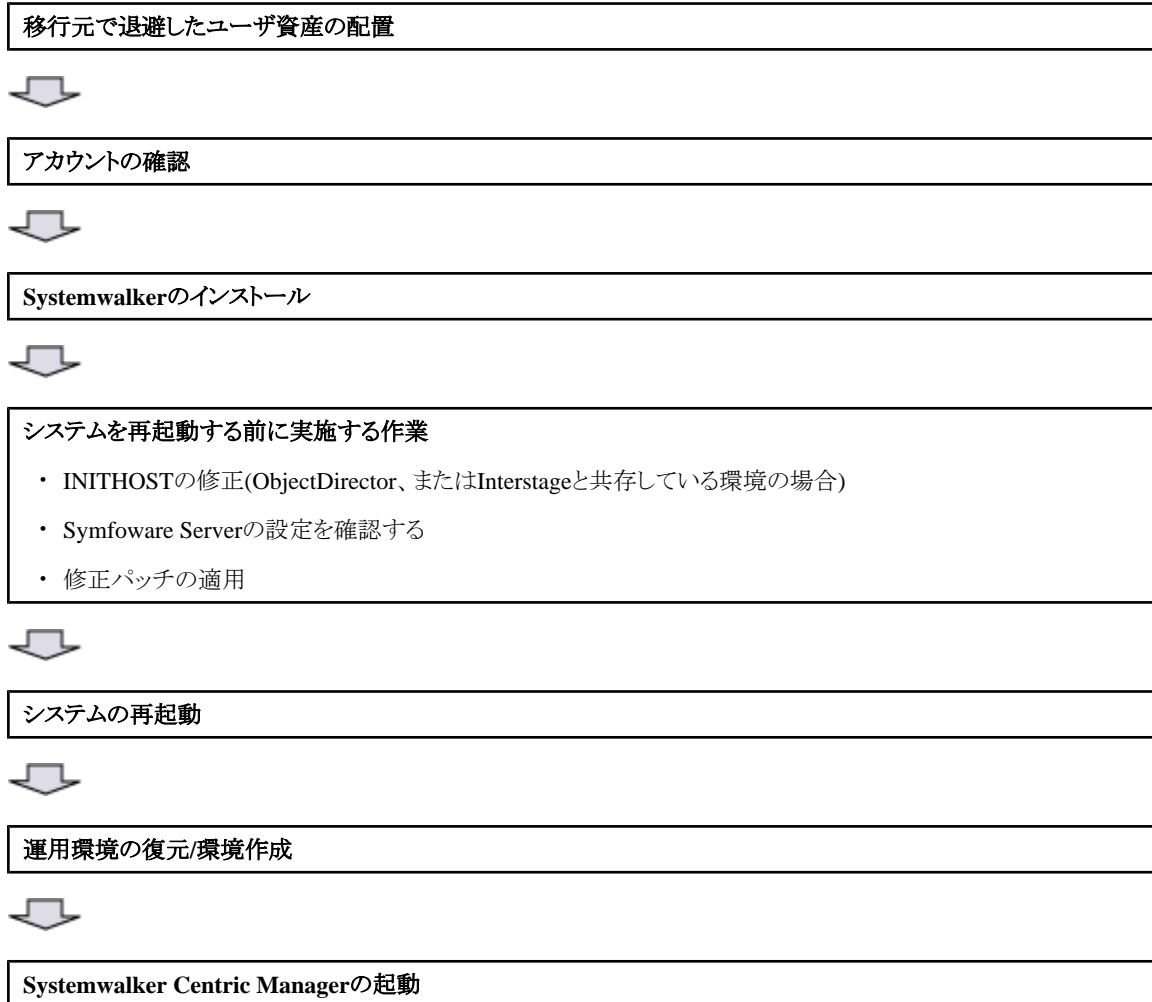 移行元で退避したユーザ資産の配置
アカウントの確認
Systemwalkerのインストール
システムを再起動する前に実施する作業
・ INITHOSTの修正(ObjectDirector、またはInterstageと共存している環境の場合)
・ Symfoware Serverの設定を確認する
・ 修正パッチの適用
システムの再起動
運用環境の復元/環境作成
Systemwalker Centric Managerの起動